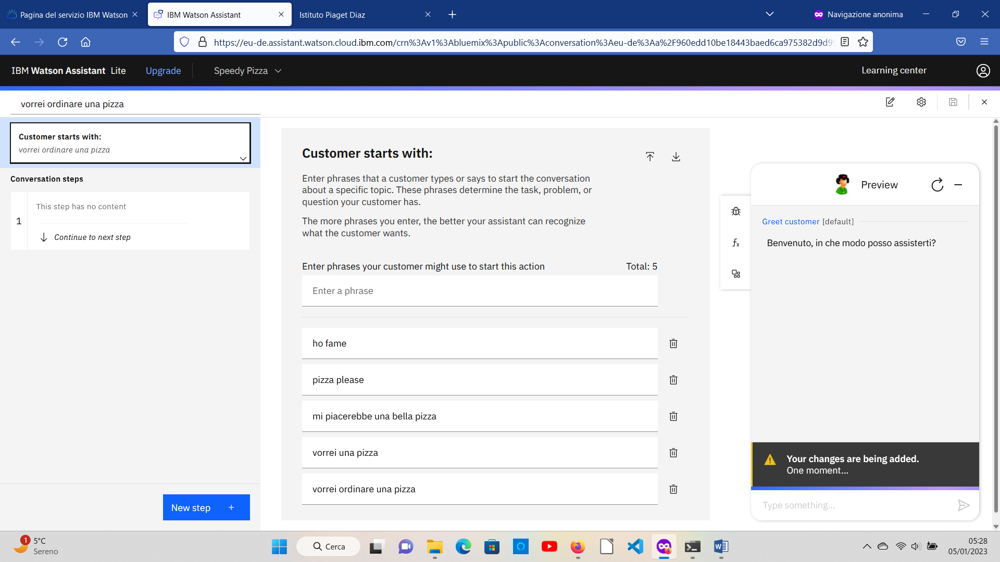 Pagina del servizio IBM Watson
IBM Watson Assistant
Istituto Piaget Diaz
Navigazione anonima
https://eu-de.assistant.watson.cloud.ibm.com/crn%3Av1%3Abluemix%3Apublic%3Aconversation%3Aeu-de%3Aa%2F960edd10be18443baed6ca975382d9d9
IBM Watson Assistant Lite
Upgrade
Speedy Pizza
Learning center
vorrei ordinare una pizza
Customer starts with:
vorrei ordinare una pizza
Conversation steps
1
This step has no content
Continue to next step
New step +
Customer starts with:
Enter phrases that a customer types or says to start the conversation
about a specific topic. These phrases determine the task, problem, or
question your customer has.
The more phrases you enter, the better your assistant can recognize
what the customer wants.
Enter phrases your customer might use to start this action
Total: 5
Enter a phrase
ho fame
pizza please
mi piacerebbe una bella pizza
vorrei una pizza
vorrei ordinare una pizza
Preview
Greet customer [default]
Benvenuto, in che modo posso assisterti?
Your changes are being added.
One moment...
Type something...
1
5°C
Sereno
Cerca
05:28
05/01/2023